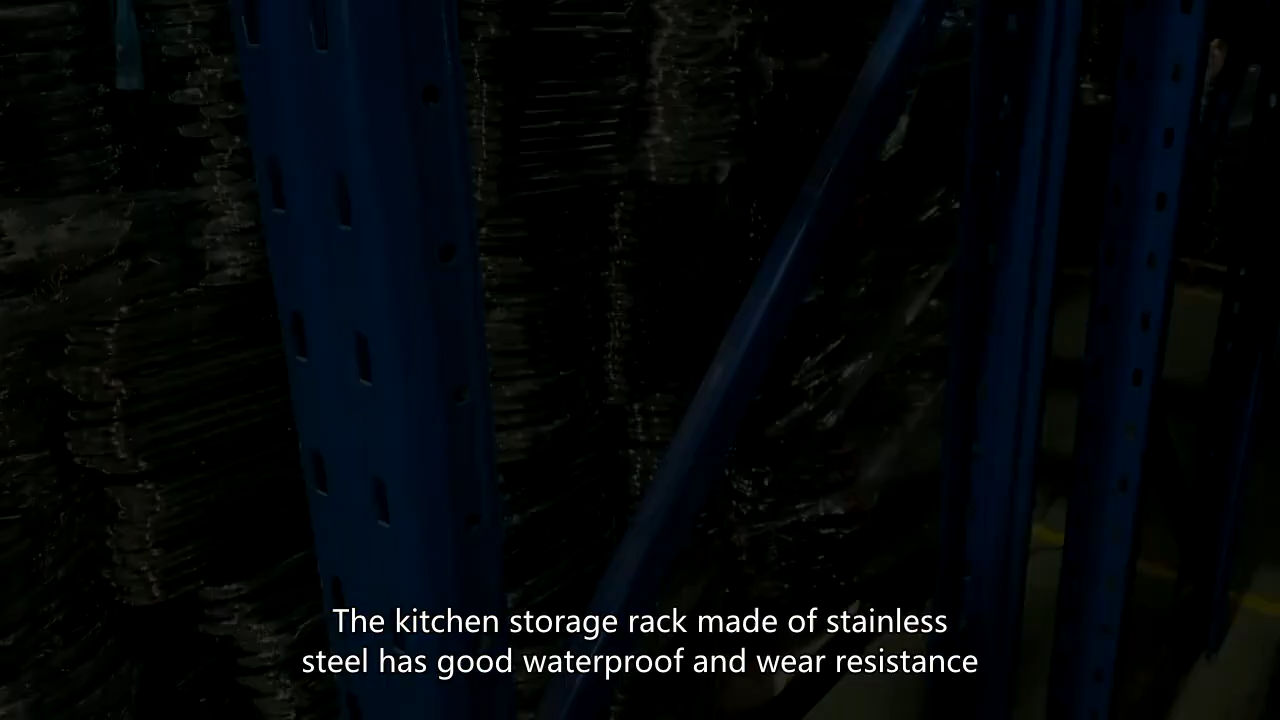 The kitchen storage rack made of stainless
steel has good waterproof and wear resistance